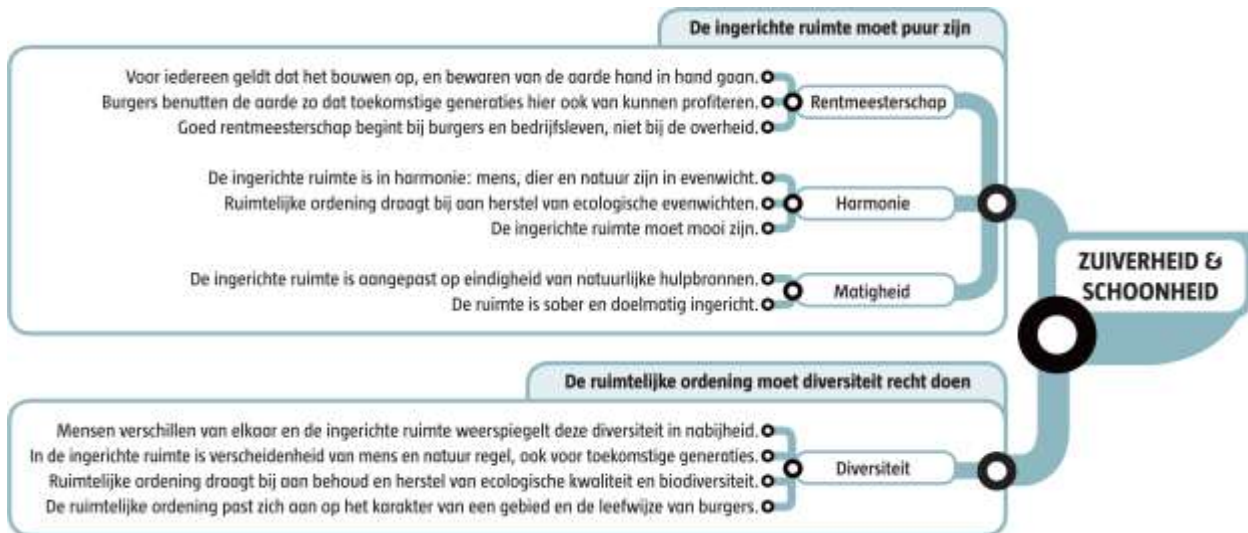 De ingerichte ruimte moet puur zijn
Voor iedereen geldt dat het bouwen op, en bewaren van de aarde hand in hand gaan.
Burgers benutten de aarde zo dat toekomstige generaties hier ook van kunnen profiteren.
Goed rentmeesterschap begint bij burgers en bedrijfsleven, niet bij de overheid.
Rentmeesterschap
De ingerichte ruimte is in harmonie: mens, dier en natuur zijn in evenwicht.
Ruimtelijke ordening draagt bij aan herstel van ecologische evenwichten.
De ingerichte ruimte moet mooi zijn.
Harmonie
De ingerichte ruimte is aangepast op eindigheid van natuurlijke hulpbronnen.
De ruimte is sober en doelmatig ingericht.
Matigheid
ZUIVERHEID &
SCHOONHEID
De ruimtelijke ordening moet diversiteit recht doen
Mensen verschillen van elkaar en de ingerichte ruimte weerspiegelt deze diversiteit in nabijheid.
In de ingerichte ruimte is verscheidenheid van mens en natuur regel, ook voor toekomstige generaties.
Ruimtelijke ordening draagt bij aan behoud en herstel van ecologische kwaliteit en biodiversiteit.
De ruimtelijke ordening past zich aan op het karakter van een gebied en de leefwijze van burgers.
Diversiteit